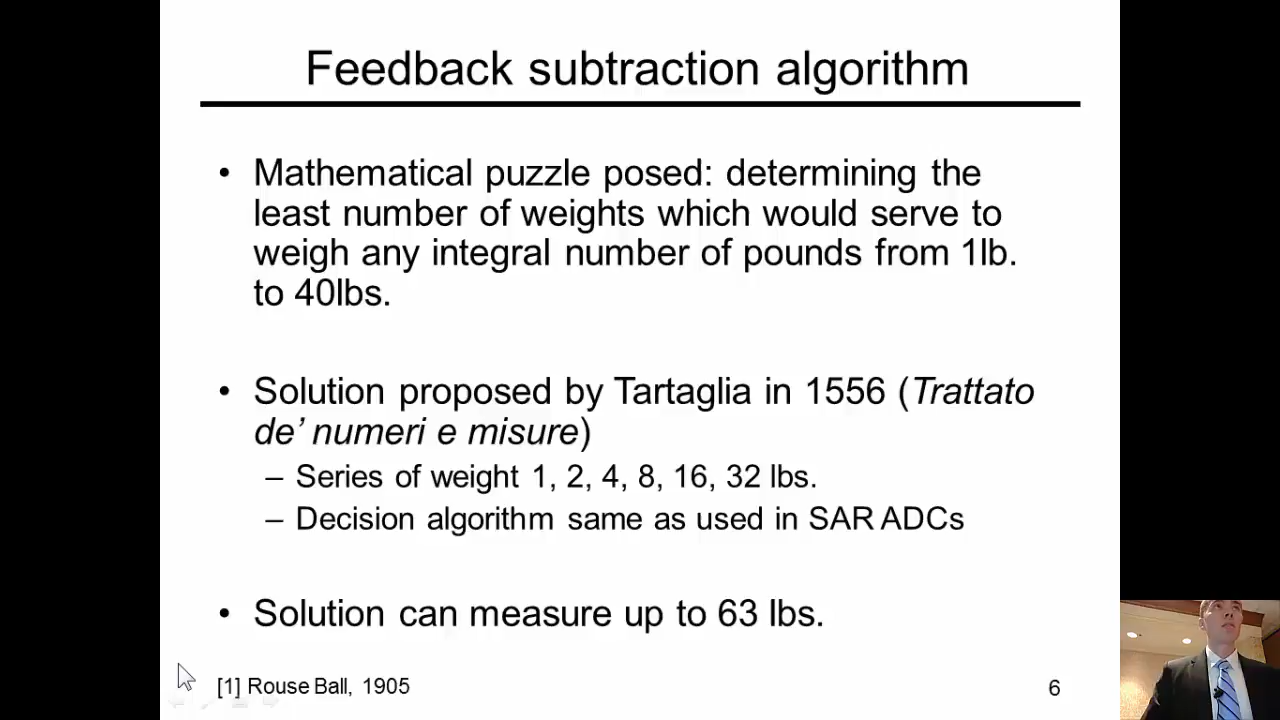 Feedback subtraction algorithm
• Mathematical puzzle posed: determining the
least number of weights which would serve to
weigh any integral number of pounds from 1lb.
to 40lbs.
• Solution proposed by Tartaglia in 1556 (Trattato
de’ numeri e misure)
– Series of weight 1, 2, 4, 8, 16, 32 lbs.
– Decision algorithm same as used in SAR ADCs
• Solution can measure up to 63 lbs.
[1] Rouse Ball, 1905
6